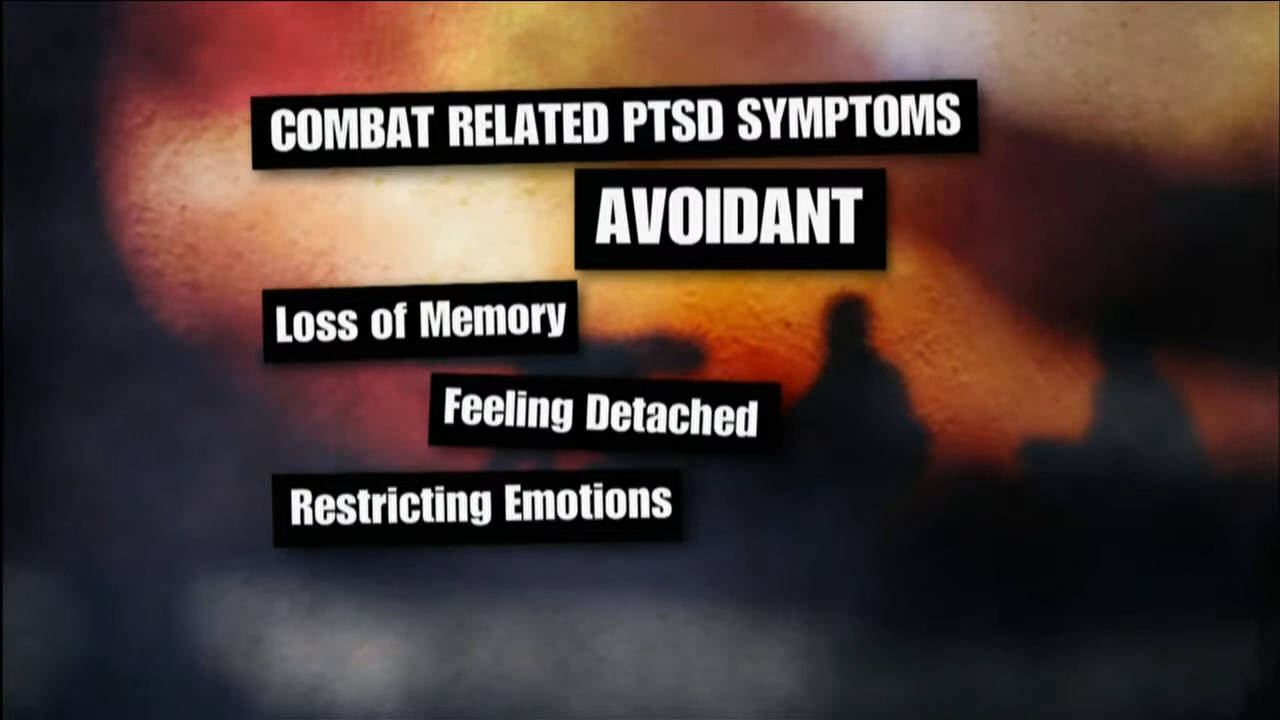 COMBAT RELATED PTSD SYMPTOMS
AVOIDANT
Loss of Memory
Feeling Detached
Restricting Emotions